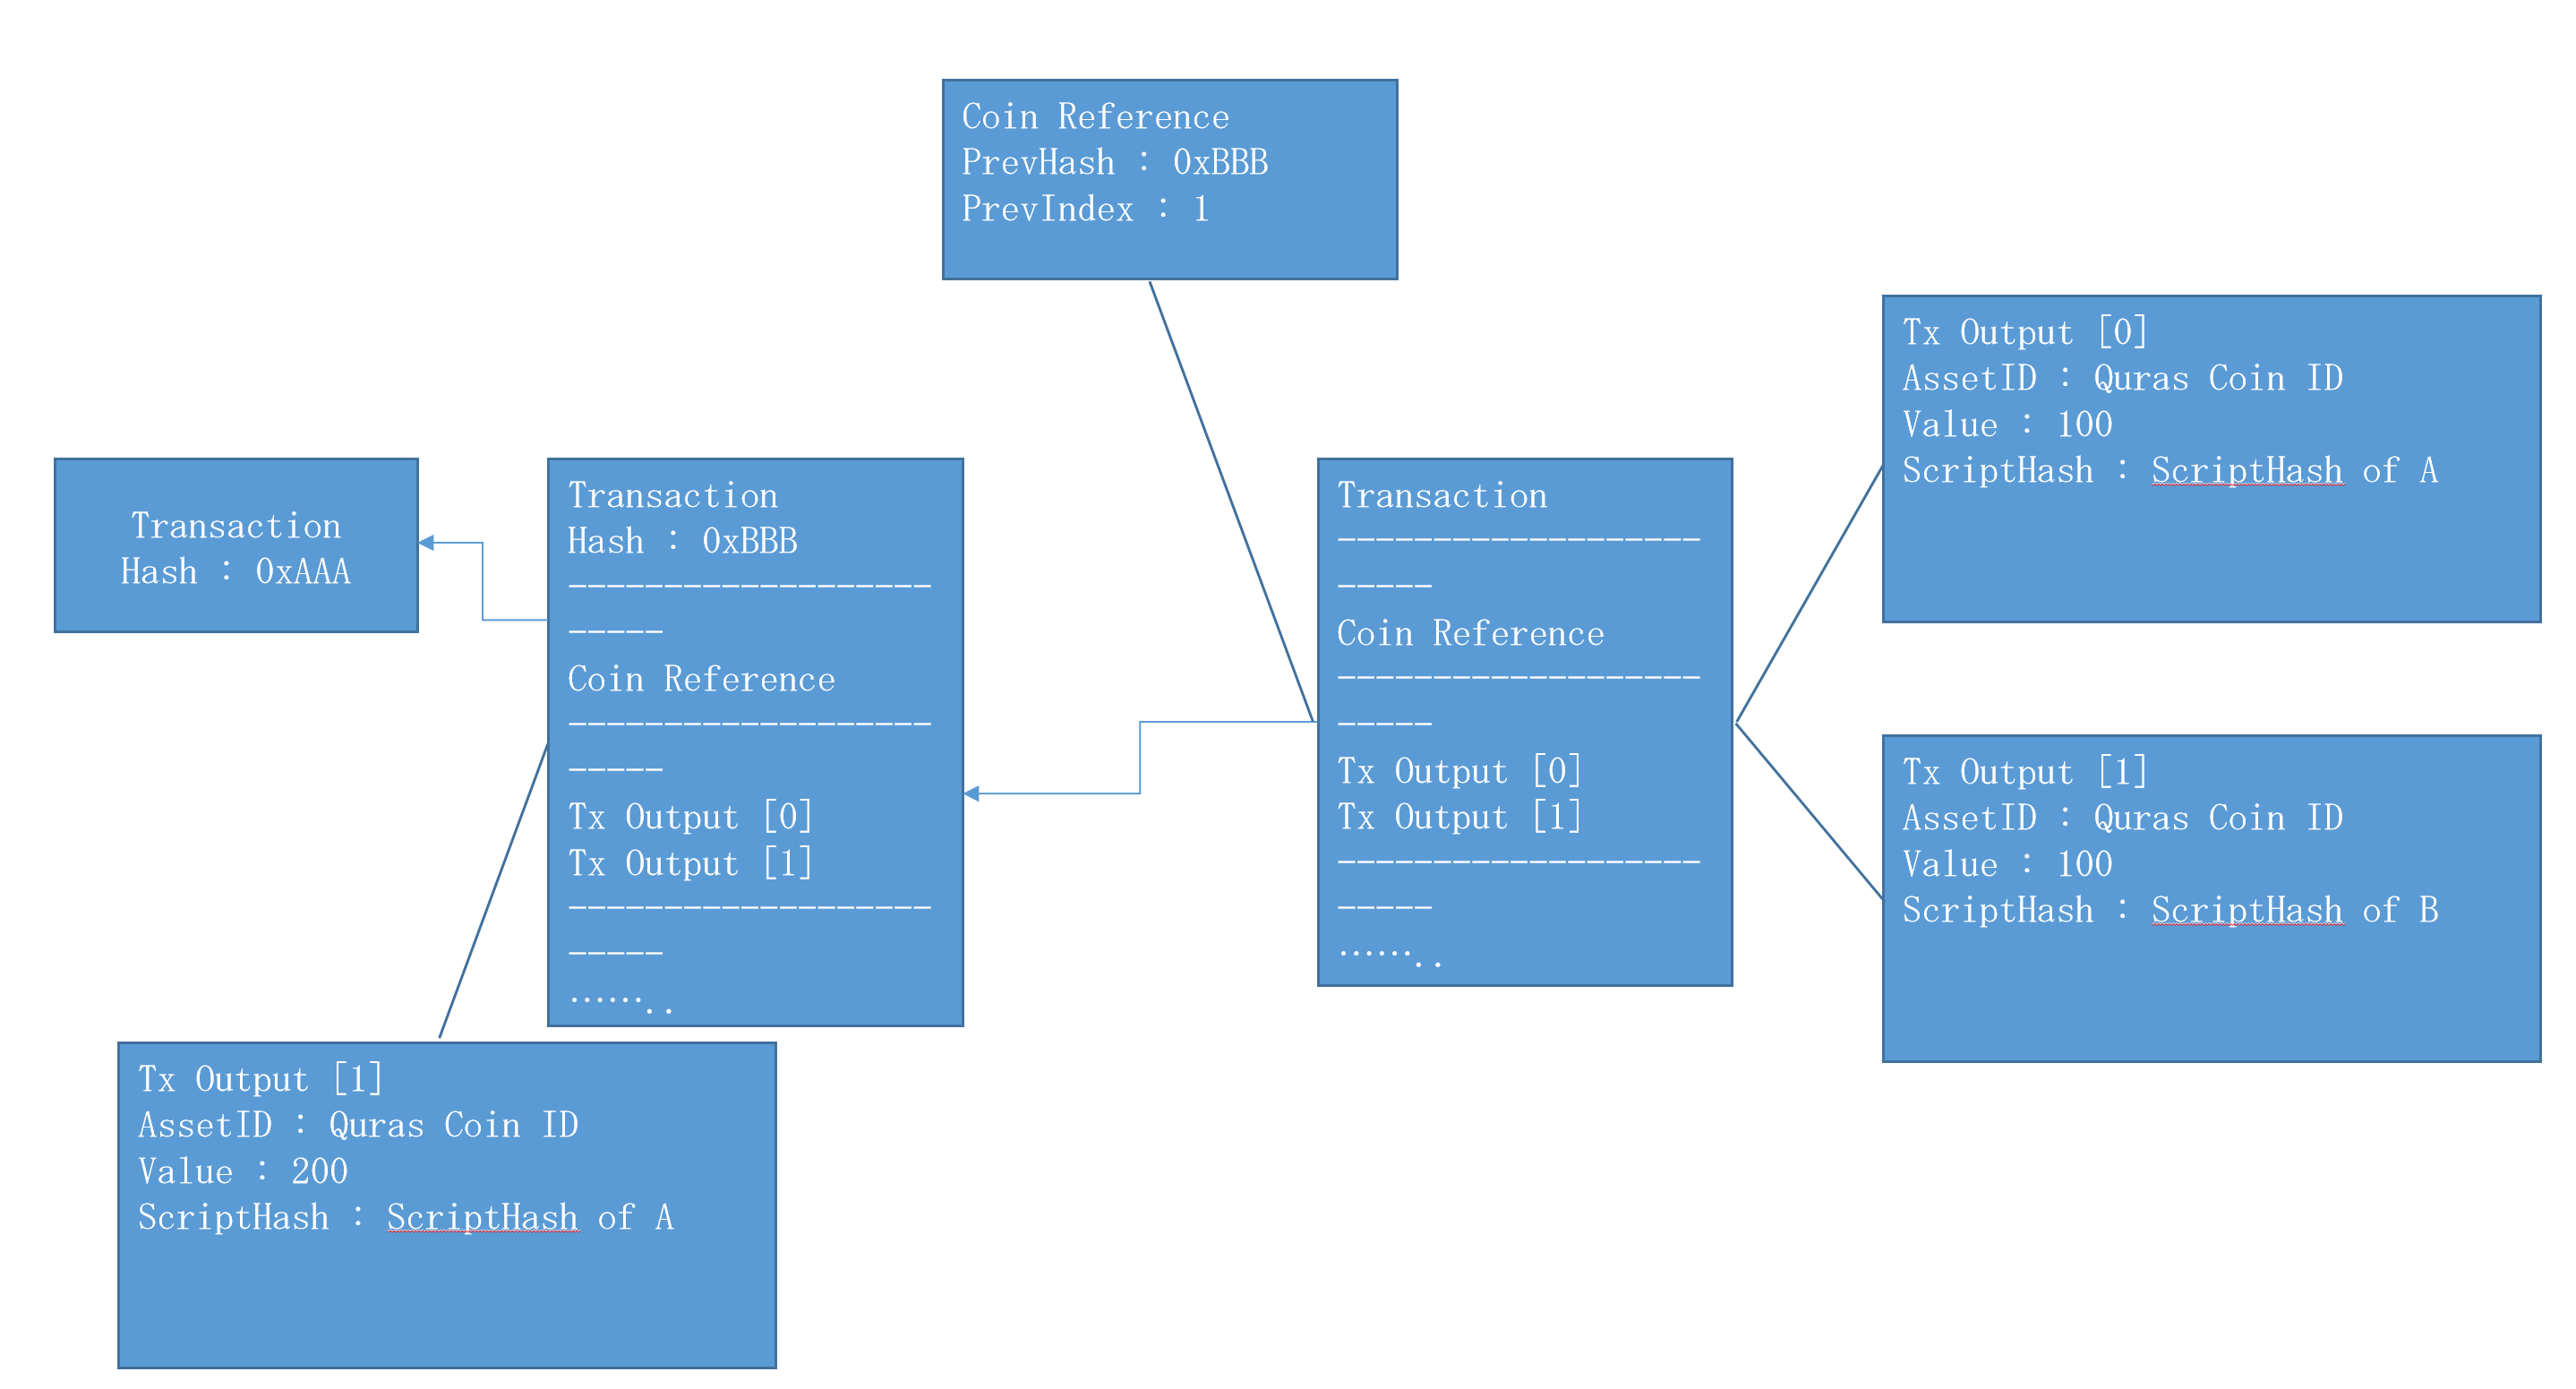 Coin Reference
PrevHash : 0xBBB
PrevIndex : 1
Transaction
Hash : 0xAAA
Transaction
Hash : 0xBBB
-------------------
-----
Coin Reference
-------------------
-----
Tx Output [0]
Tx Output [1]
-------------------
-----
……..
Tx Output [1]
AssetID : Quras Coin ID
Value : 200
ScriptHash : ScriptHash of A
Transaction
-------------------
-----
Coin Reference
-------------------
-----
Tx Output [0]
Tx Output [1]
-------------------
-----
……..
Tx Output [0]
AssetID : Quras Coin ID
Value : 100
ScriptHash : ScriptHash of A
Tx Output [1]
AssetID : Quras Coin ID
Value : 100
ScriptHash : ScriptHash of B